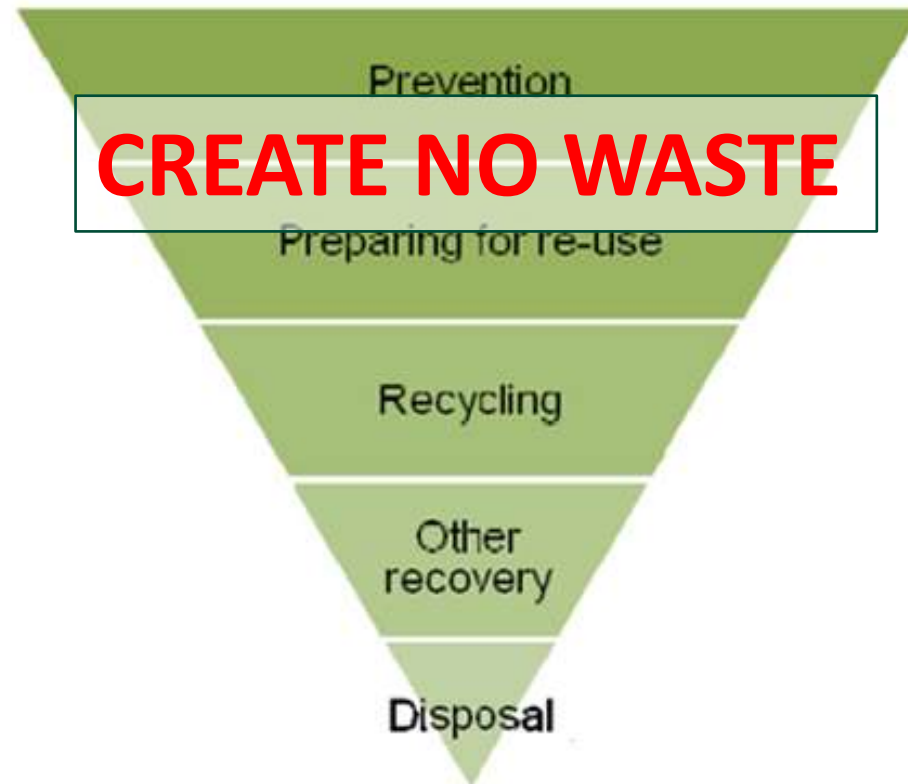 Prevention
CREATE NO WASTE
Preparing for re-use
Recycling
Other
recovery
Disposal